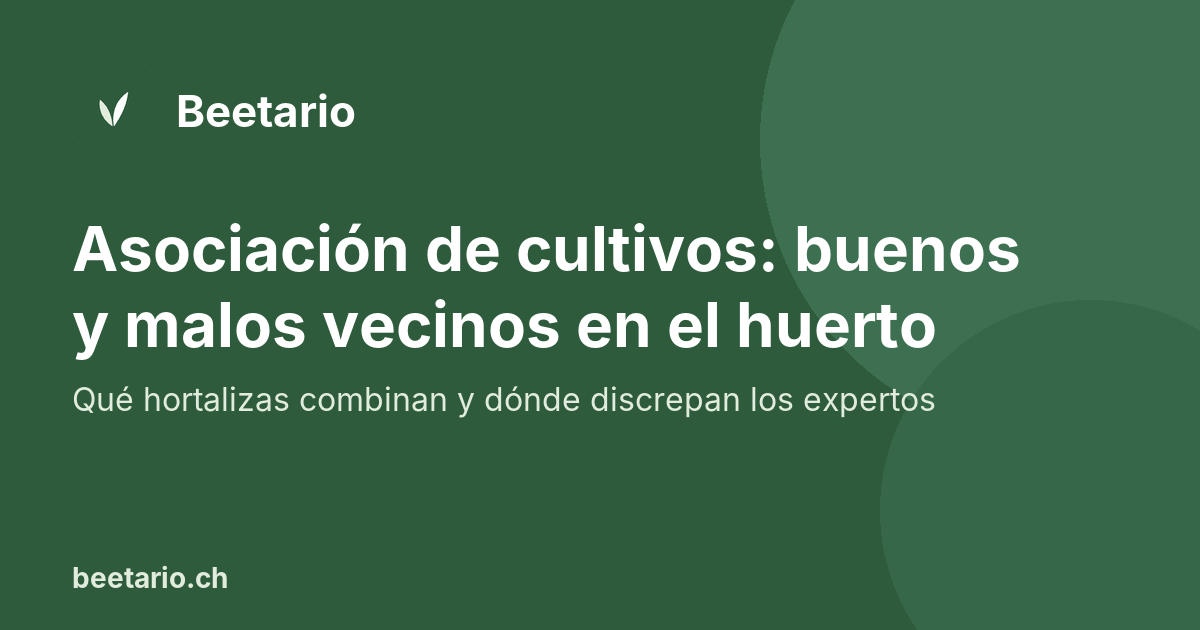 Beetario
Asociación de cultivos: buenos
y malos vecinos en el huerto
Qué hortalizas combinan y dónde discrepan los expertos
beetario.ch